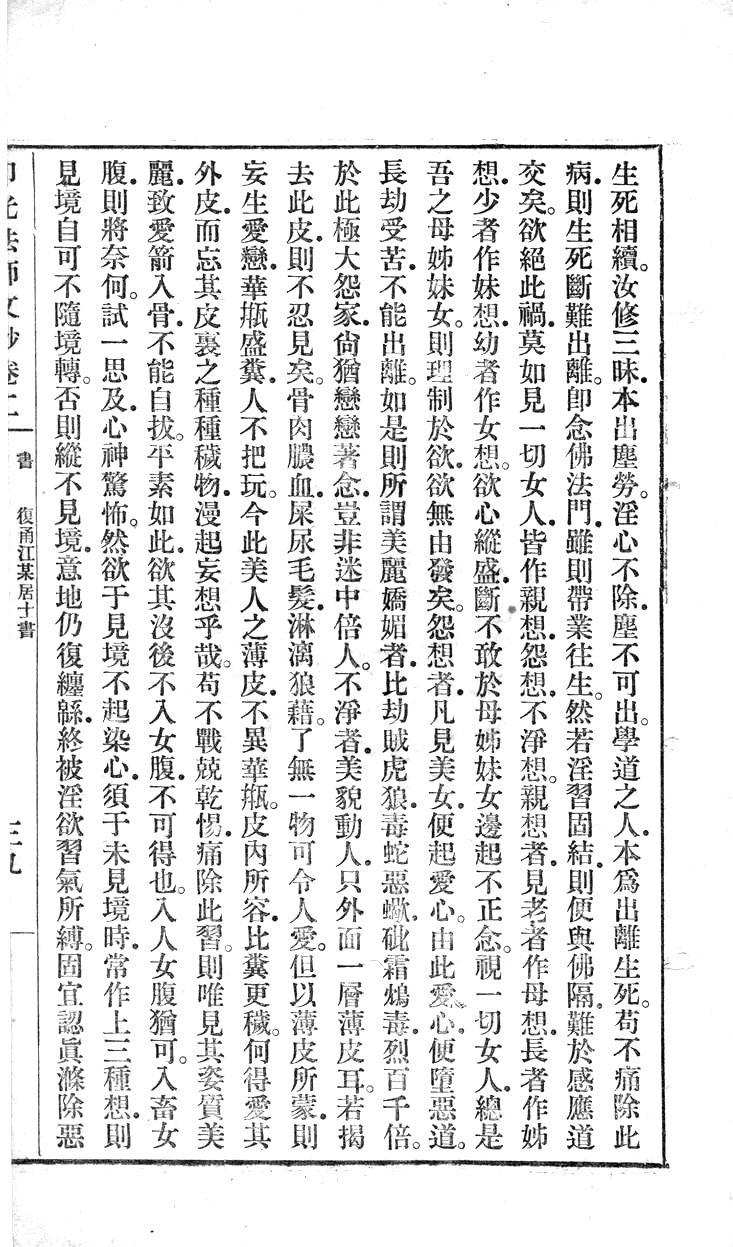 生死相續。汝修三昧．本出塵勞。淫心不除．塵不可出。學道之人．本爲出離生死。苟不痛除此
病．則生死斷難出離。卽念佛法門．雖則帶業往生。然若淫習固結．則便與佛隔．難於感應道
交矣。欲絕此禍．莫如見一切女人．皆作親想．怨想．不淨想。親想者．見老者作母想．長者作姊
想．少者作妹想．幼者作女想。欲心縱盛．斷不敢於母姊妹女邊起不正念。視一切女人．總是
吾之母姊妹女。則理制於欲．欲無由發矣。怨想者．凡見美女．便起愛心。由此愛心．便墮惡道。
長劫受苦．不能出離。如是則所謂美麗嬌媚者．比劫賊虎狼．毒蛇惡蠍．砒霜鴆毒．烈百千倍。
於此極大怨家．尙猶戀戀著念．豈非迷中倍人。不淨者．美貌動人．只外面一層薄皮耳。若揭
去此皮．則不忍見矣。骨肉膿血．屎尿毛髮．淋漓狼藉。了無一物可令人愛。但以薄皮所蒙．則
妄生愛戀．華瓶盛糞．人不把玩。今此美人之薄皮．不異華瓶。皮內所容．比糞更穢。何得愛其
外皮．而忘其皮裏之種種穢物．漫起妄想乎哉。苟不戰兢乾惕．痛除此習。則唯見其姿質美
麗．致愛箭入骨．不能自拔。平素如此．欲其沒後不入女腹．不可得也。入人女腹猶可。入畜女
腹．則將奈何。試一思及．心神驚怖。然欲于見境不起染心．須于未見境時．常作上三種想．則
見境自可不隨境轉。否則縱不見境．意地仍復纏緜．終被淫欲習氣所縛。固宜認眞滌除惡
印光法師文鈔卷二　書　復甬江某居士書　三九